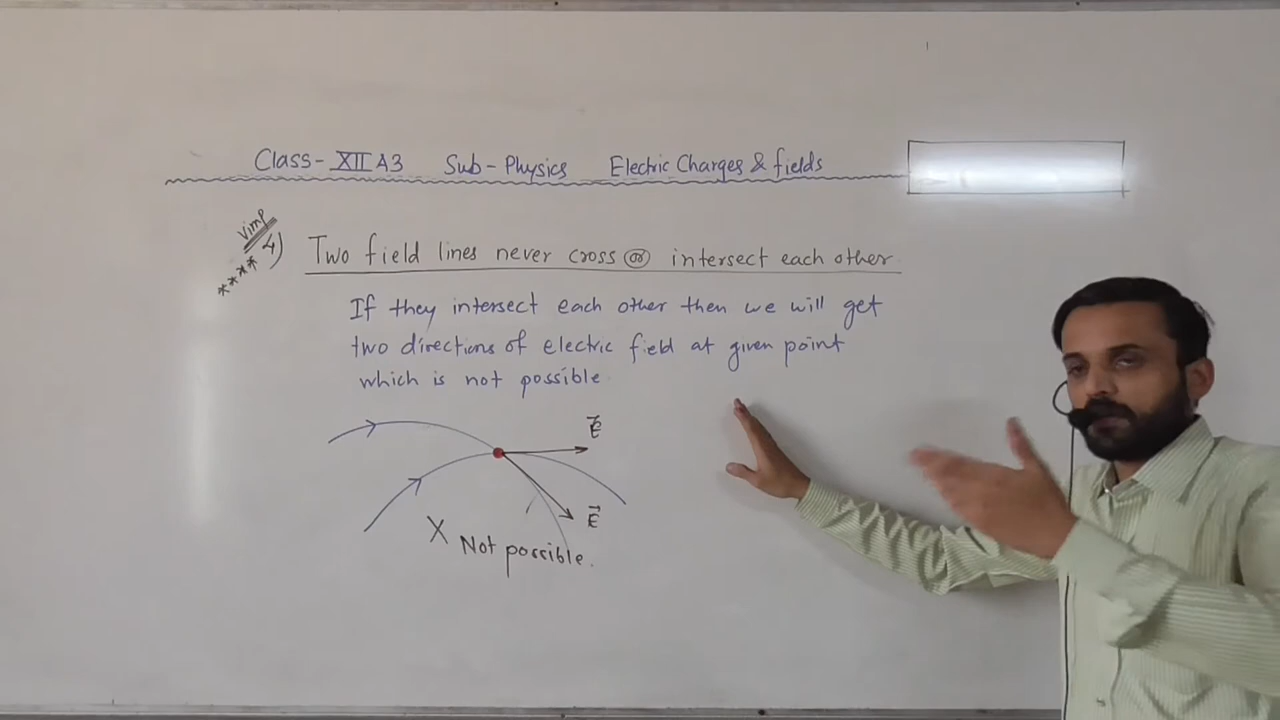 Class-XII A3 Sub-Physics Electric Charges & fields
Vimp
**** 4) Two field lines never cross or intersect each other
If they intersect each other then we will get
two directions of electric field at given point
which is not possible.
E⃗
E⃗
X Not possible.